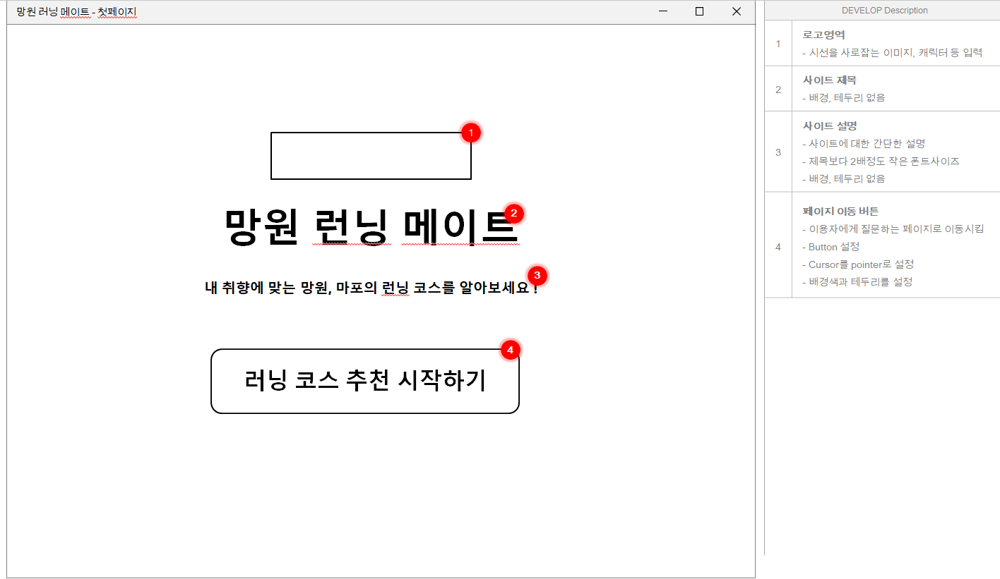 망원 러닝 메이트 - 첫페이지
1
망원 런닝 메이트
2
내 취향에 맞는 망원, 마포의 런닝 코스를 알아보세요 !
3
러닝 코스 추천 시작하기
4
DEVELOP Description
1
로고영역
- 시선을 사로잡는 이미지, 캐릭터 등 입력
2
사이트 제목
- 배경, 테두리 없음
3
사이트 설명
- 사이트에 대한 간단한 설명
- 제목보다 2배정도 작은 폰트사이즈
- 배경, 테두리 없음
4
페이지 이동 버튼
- 이용자에게 질문하는 페이지로 이동시킴
- Button 설정
- Cursor를 pointer로 설정
- 배경색과 테두리를 설정